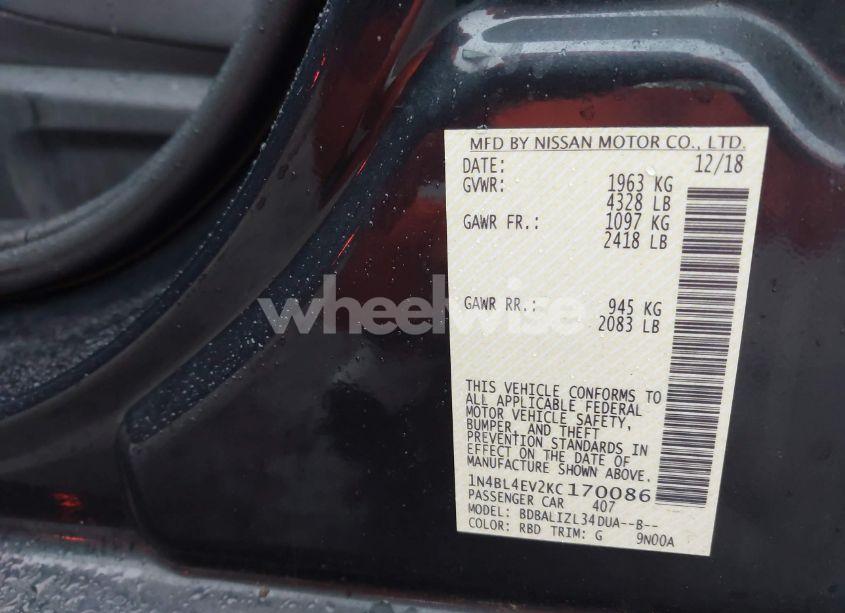 MFD BY NISSAN MOTOR CO., LTD.
DATE: 12/18
GVWR: 1963 KG
4328 LB
GAWR FR.: 1097 KG
2418 LB
GAWR RR.: 945 KG
2083 LB
THIS VEHICLE CONFORMS TO
ALL APPLICABLE FEDERAL
MOTOR VEHICLE SAFETY,
BUMPER, AND THEFT
PREVENTION STANDARDS IN
EFFECT ON THE DATE OF
MANUFACTURE SHOWN ABOVE.
1N4BL4EV2KC170086
PASSENGER CAR 407
MODEL: BDBALIZL34DUA--B--
COLOR: RBD TRIM: G 9N00A
wheelwise